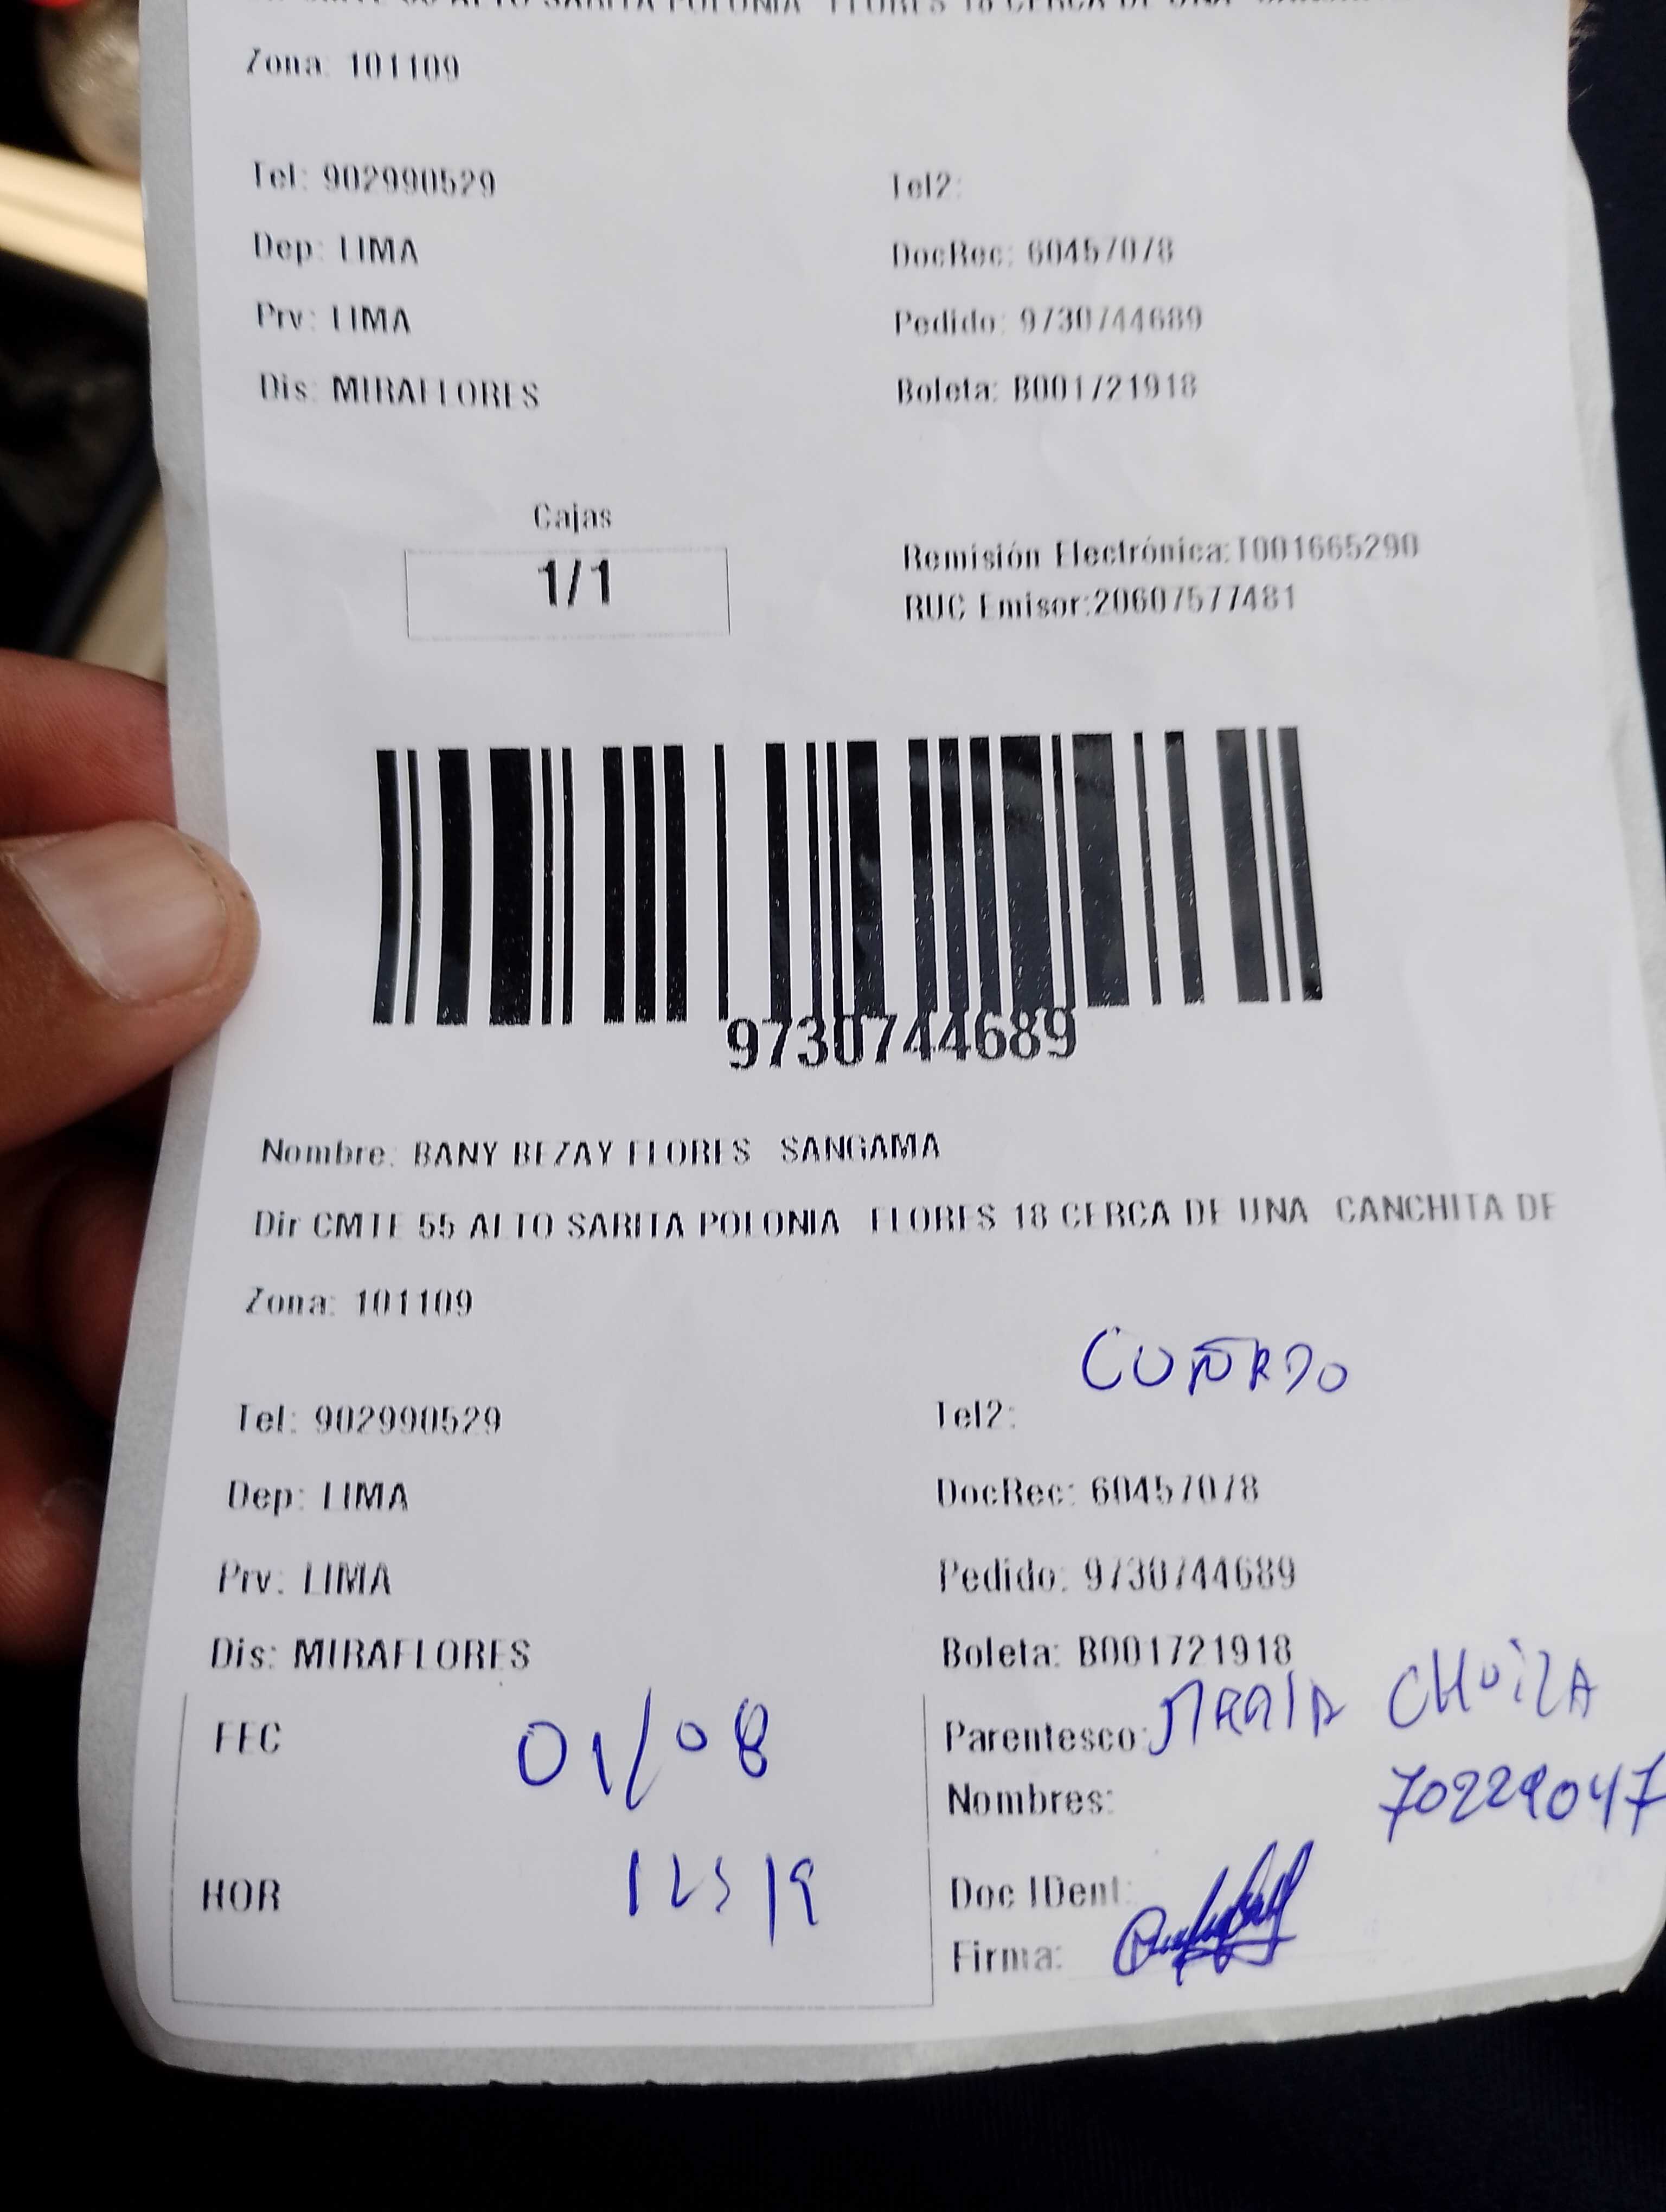 Zona: 101109
Tel: 902990529 Tel2:
Dep: LIMA DocRec: 60457078
Prv: LIMA Pedido: 9730744689
Dis: MIRAFLORES Boleta: B001721918
Cajas
1/1
Remisión Electrónica:T001665290
RUC Emisor:20607577481
9730744689
Nombre: BANY BEZAY FLORES SANGAMA
Dir CMTE 55 ALTO SARITA POLONIA FLORES 18 CERCA DE UNA CANCHITA DE
Zona: 101109
CUÑADO
Tel: 902990529 Tel2:
Dep: LIMA DocRec: 60457078
Prv: LIMA Pedido: 9730744689
Dis: MIRAFLORES Boleta: B001721918
FEC 01/08 Parentesco: MARIA
Nombres: 70229047
HOR Doc IDent:
Firma: